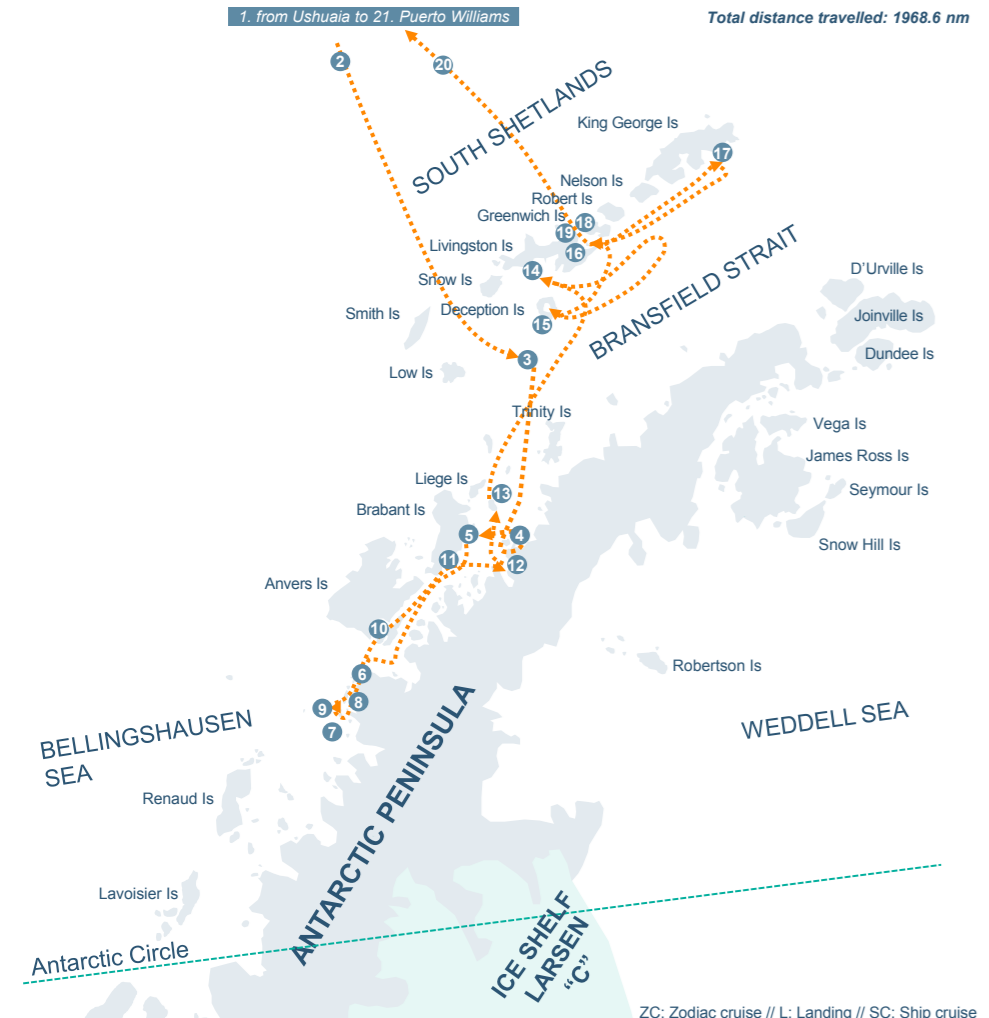 1. from Ushuaia to 21. Puerto Williams
Total distance travelled: 1968.6 nm
2
20
SOUTH SHETLANDS
King George Is
17
Nelson Is
Robert Is
Greenwich Is
18
19
Livingston Is
16
14
Snow Is
BRANSFIELD STRAIT
D'Urville Is
Smith Is
Deception Is
15
Joinville Is
3
Dundee Is
Low Is
Trinity Is
Vega Is
James Ross Is
Liege Is
13
Seymour Is
Brabant Is
5
4
Snow Hill Is
11
12
Anvers Is
10
6
Robertson Is
9
8
7
BELLINGSHAUSEN
SEA
WEDDELL SEA
ANTARCTIC PENINSULA
Renaud Is
Lavoisier Is
Antarctic Circle
ICE SHELF
LARSEN
“C”
ZC: Zodiac cruise // L: Landing // SC: Ship cruise